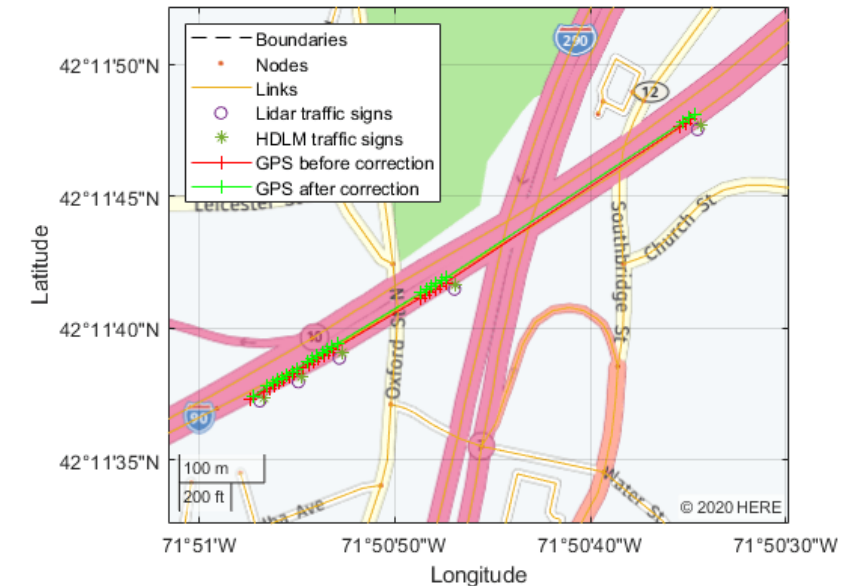 Boundaries
Nodes
Links
Lidar traffic signs
HDLM traffic signs
GPS before correction
GPS after correction
290
12
Southbridge St
Church St
N
Oxford St
10
90
Water St
100 m
200 ft
© 2020 HERE
42°11'50"N
42°11'45"N
42°11'40"N
42°11'35"N
Latitude
71°51'W
71°50'50"W
71°50'40"W
71°50'30"W
Longitude